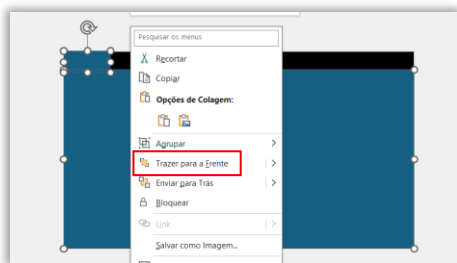 Pesquisar os menus
Recortar
Copiar
Opções de Colagem:
Agrupar
Trazer para a Frente
Enviar para Trás
Bloquear
Link
Salvar como Imagem...